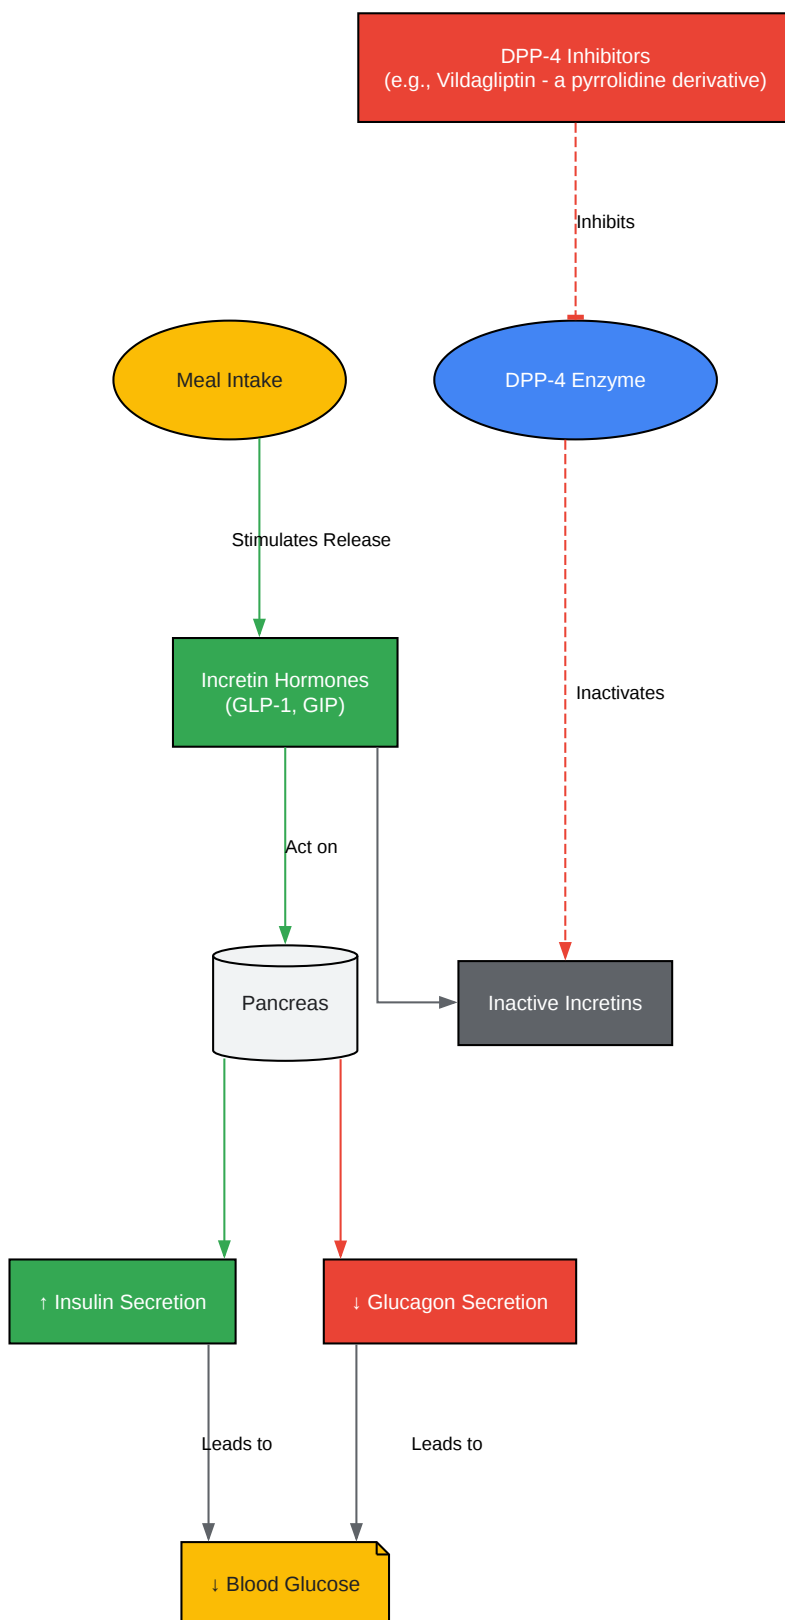 DPP-4 Inhibitors
(e.g., Vildagliptin - a pyrrolidine derivative)
Inhibits
Meal Intake
DPP-4 Enzyme
Stimulates Release
Incretin Hormones
(GLP-1, GIP)
Inactivates
Act on
Pancreas
Inactive Incretins
↑ Insulin Secretion
↓ Glucagon Secretion
Leads to
Leads to
↓ Blood Glucose